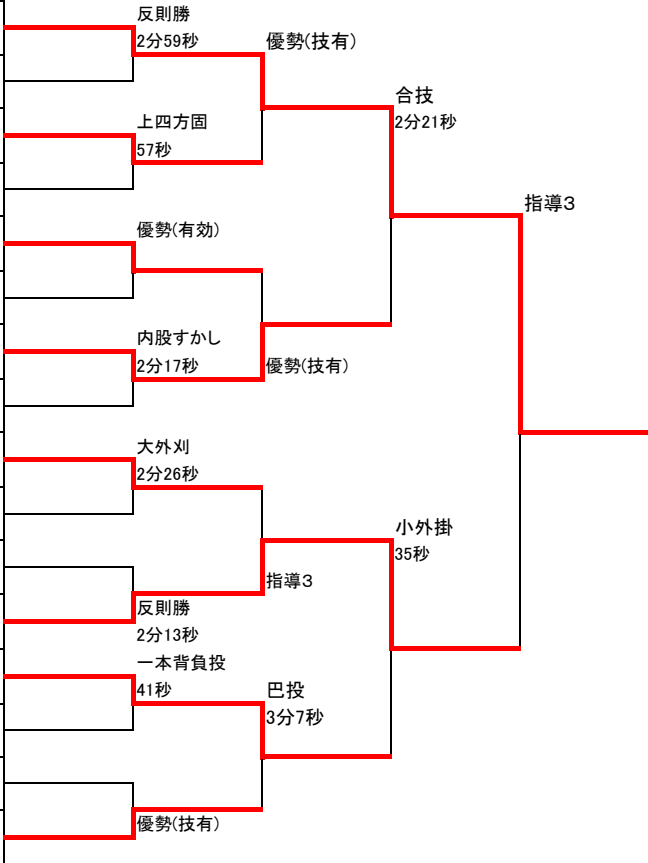 反則勝
2分59秒
優勢(技有)
合技
2分21秒
上四方固
57秒
指導3
優勢(有効)
内股すかし
2分17秒
優勢(技有)
大外刈
2分26秒
小外掛
35秒
指導3
反則勝
2分13秒
一本背負投
41秒
巴投
3分7秒
優勢(技有)